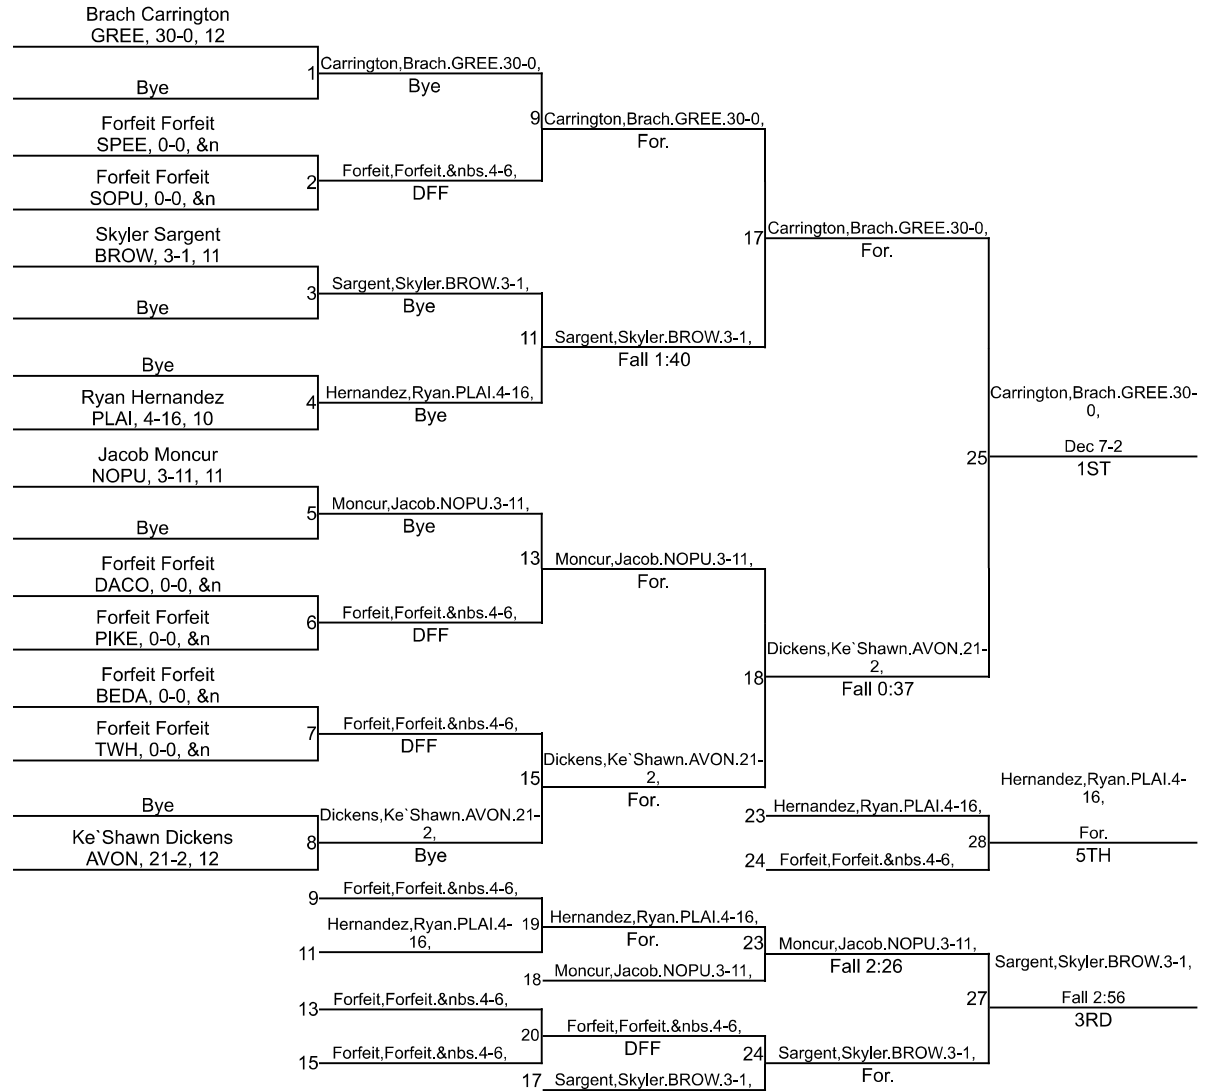 Brach Carrington
GREE, 30-0, 12
Bye
1
Carrington,Brach.GREE.30-0,
Bye
Forfeit Forfeit
SPEE, 0-0, &n
Forfeit Forfeit
SOPU, 0-0, &n
2
Forfeit,Forfeit.&nbs.4-6,
DFF
9
Carrington,Brach.GREE.30-0,
For.
Skyler Sargent
BROW, 3-1, 11
Bye
3
Sargent,Skyler.BROW.3-1,
Bye
Bye
Ryan Hernandez
PLAI, 4-16, 10
4
Hernandez,Ryan.PLAI.4-16,
Bye
11
Sargent,Skyler.BROW.3-1,
Fall 1:40
17
Carrington,Brach.GREE.30-0,
For.
Jacob Moncur
NOPU, 3-11, 11
Bye
5
Moncur,Jacob.NOPU.3-11,
Bye
Forfeit Forfeit
DACO, 0-0, &n
Forfeit Forfeit
PIKE, 0-0, &n
6
Forfeit,Forfeit.&nbs.4-6,
DFF
13
Moncur,Jacob.NOPU.3-11,
For.
Forfeit Forfeit
BEDA, 0-0, &n
Forfeit Forfeit
TWH, 0-0, &n
7
Forfeit,Forfeit.&nbs.4-6,
DFF
Bye
Ke`Shawn Dickens
AVON, 21-2, 12
8
Dickens,Ke`Shawn.AVON.21-
2,
Bye
15
Dickens,Ke`Shawn.AVON.21-
2,
For.
18
Dickens,Ke`Shawn.AVON.21-
2,
Fall 0:37
25
Carrington,Brach.GREE.30-
0,
Dec 7-2
1ST
23
Hernandez,Ryan.PLAI.4-16,
24
Forfeit,Forfeit.&nbs.4-6,
28
Hernandez,Ryan.PLAI.4-
16,
For.
5TH
9
Forfeit,Forfeit.&nbs.4-6,
11
Hernandez,Ryan.PLAI.4-
16,
19
Hernandez,Ryan.PLAI.4-16,
For.
18
Moncur,Jacob.NOPU.3-11,
23
Moncur,Jacob.NOPU.3-11,
Fall 2:26
13
Forfeit,Forfeit.&nbs.4-6,
15
Forfeit,Forfeit.&nbs.4-6,
20
Forfeit,Forfeit.&nbs.4-6,
DFF
17
Sargent,Skyler.BROW.3-1,
24
Sargent,Skyler.BROW.3-1,
For.
27
Sargent,Skyler.BROW.3-1,
Fall 2:56
3RD